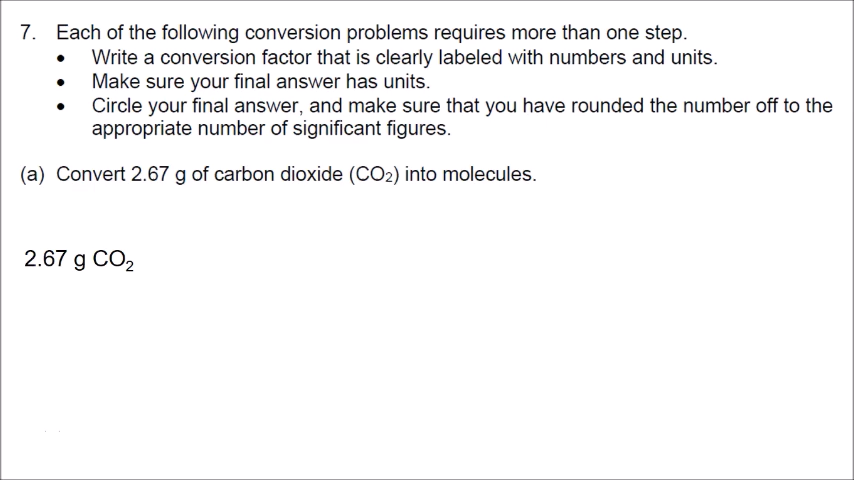 7. Each of the following conversion problems requires more than one step.
• Write a conversion factor that is clearly labeled with numbers and units.
• Make sure your final answer has units.
• Circle your final answer, and make sure that you have rounded the number off to the
appropriate number of significant figures.
(a) Convert 2.67 g of carbon dioxide (CO₂) into molecules.
2.67 g CO₂